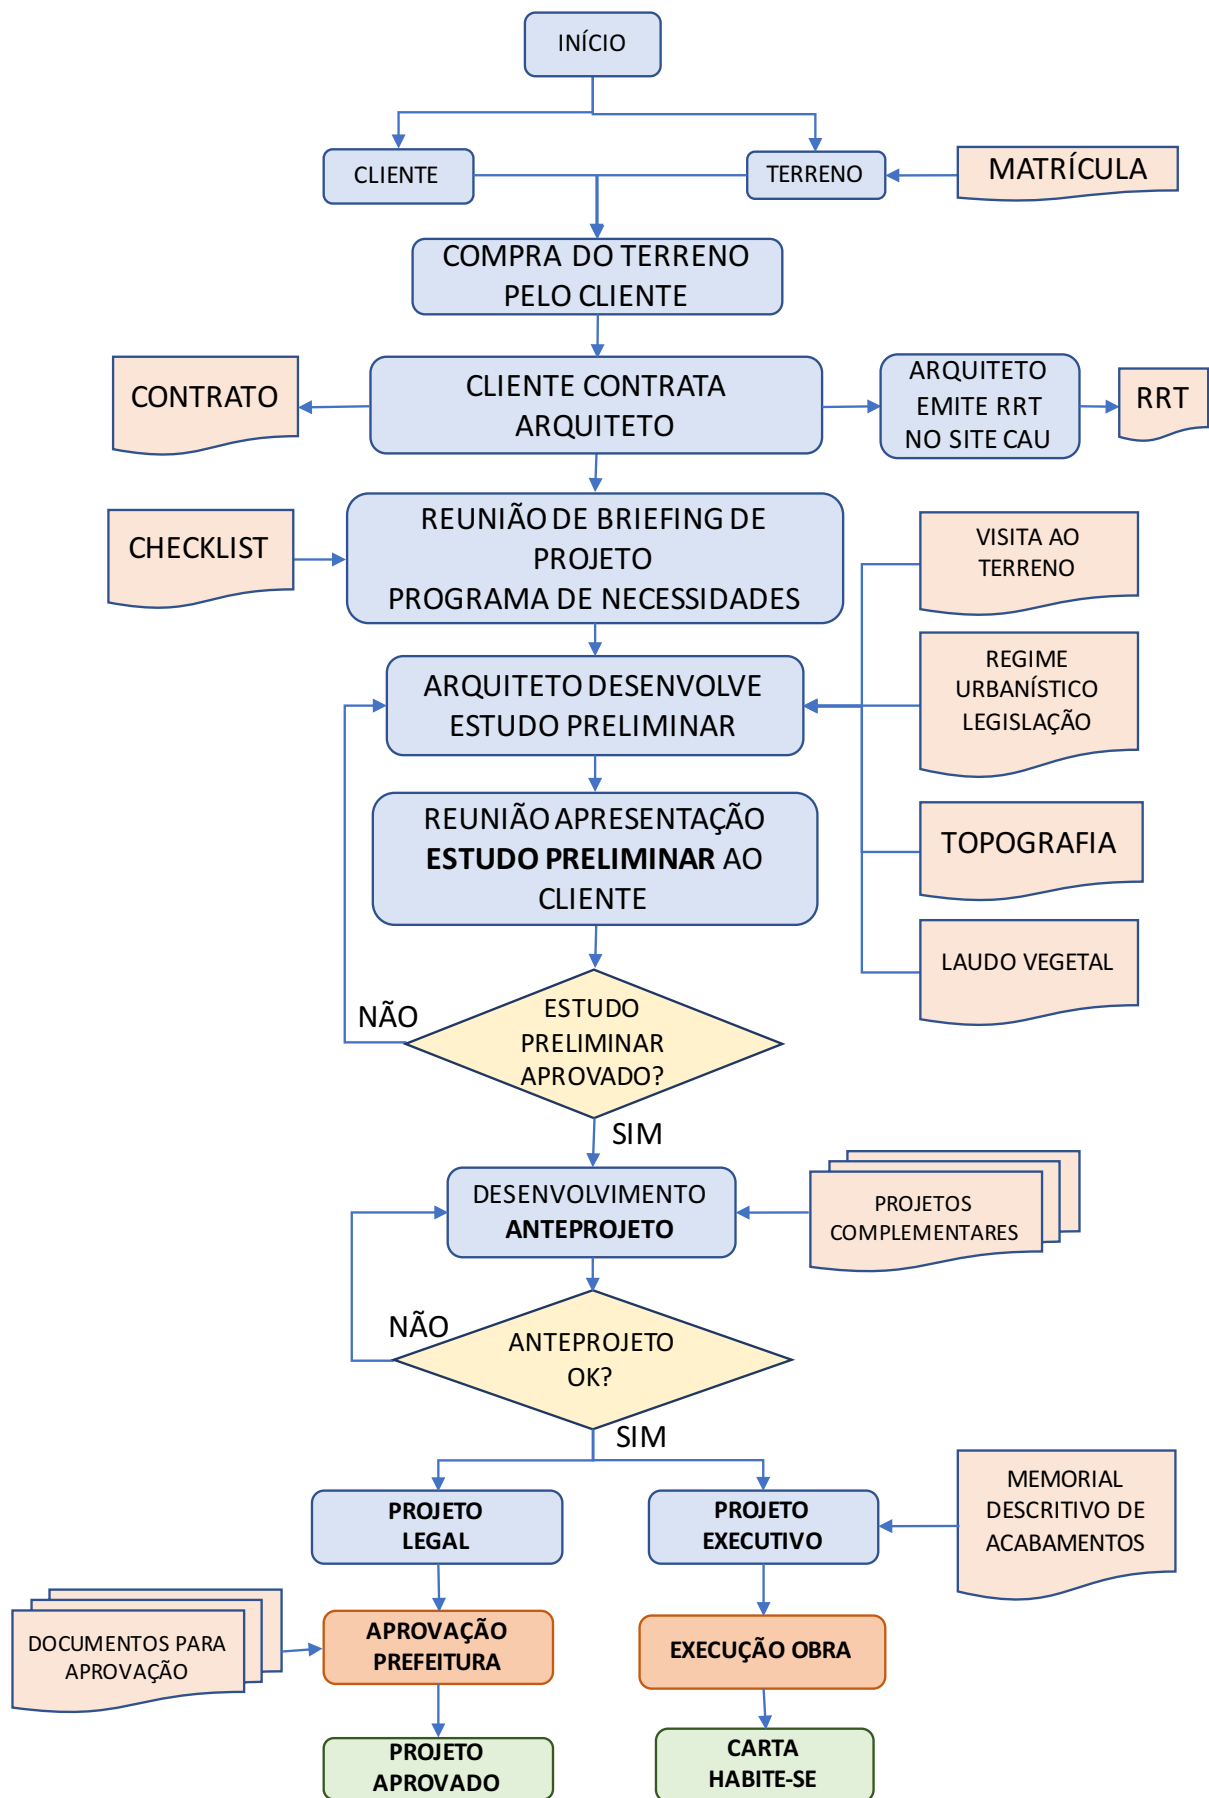 INÍCIO
CLIENTE
TERRENO
MATRÍCULA
COMPRA DO TERRENO
PELO CLIENTE
CONTRATO
CLIENTE CONTRATA
ARQUITETO
ARQUITETO
EMITE RRT
NO SITE CAU
RRT
CHECKLIST
REUNIÃO DE BRIEFING DE
PROJETO
PROGRAMA DE NECESSIDADES
VISITA AO
TERRENO
REGIME
URBANÍSTICO
LEGISLAÇÃO
ARQUITETO DESENVOLVE
ESTUDO PRELIMINAR
TOPOGRAFIA
REUNIÃO APRESENTAÇÃO
ESTUDO PRELIMINAR AO
CLIENTE
LAUDO VEGETAL
NÃO
ESTUDO
PRELIMINAR
APROVADO?
SIM
DESENVOLVIMENTO
ANTEPROJETO
PROJETOS
COMPLEMENTARES
NÃO
ANTEPROJETO
OK?
SIM
PROJETO
LEGAL
PROJETO
EXECUTIVO
MEMORIAL
DESCRITIVO DE
ACABAMENTOS
DOCUMENTOS PARA
APROVAÇÃO
APROVAÇÃO
PREFEITURA
EXECUÇÃO OBRA
PROJETO
APROVADO
CARTA
HABITE-SE